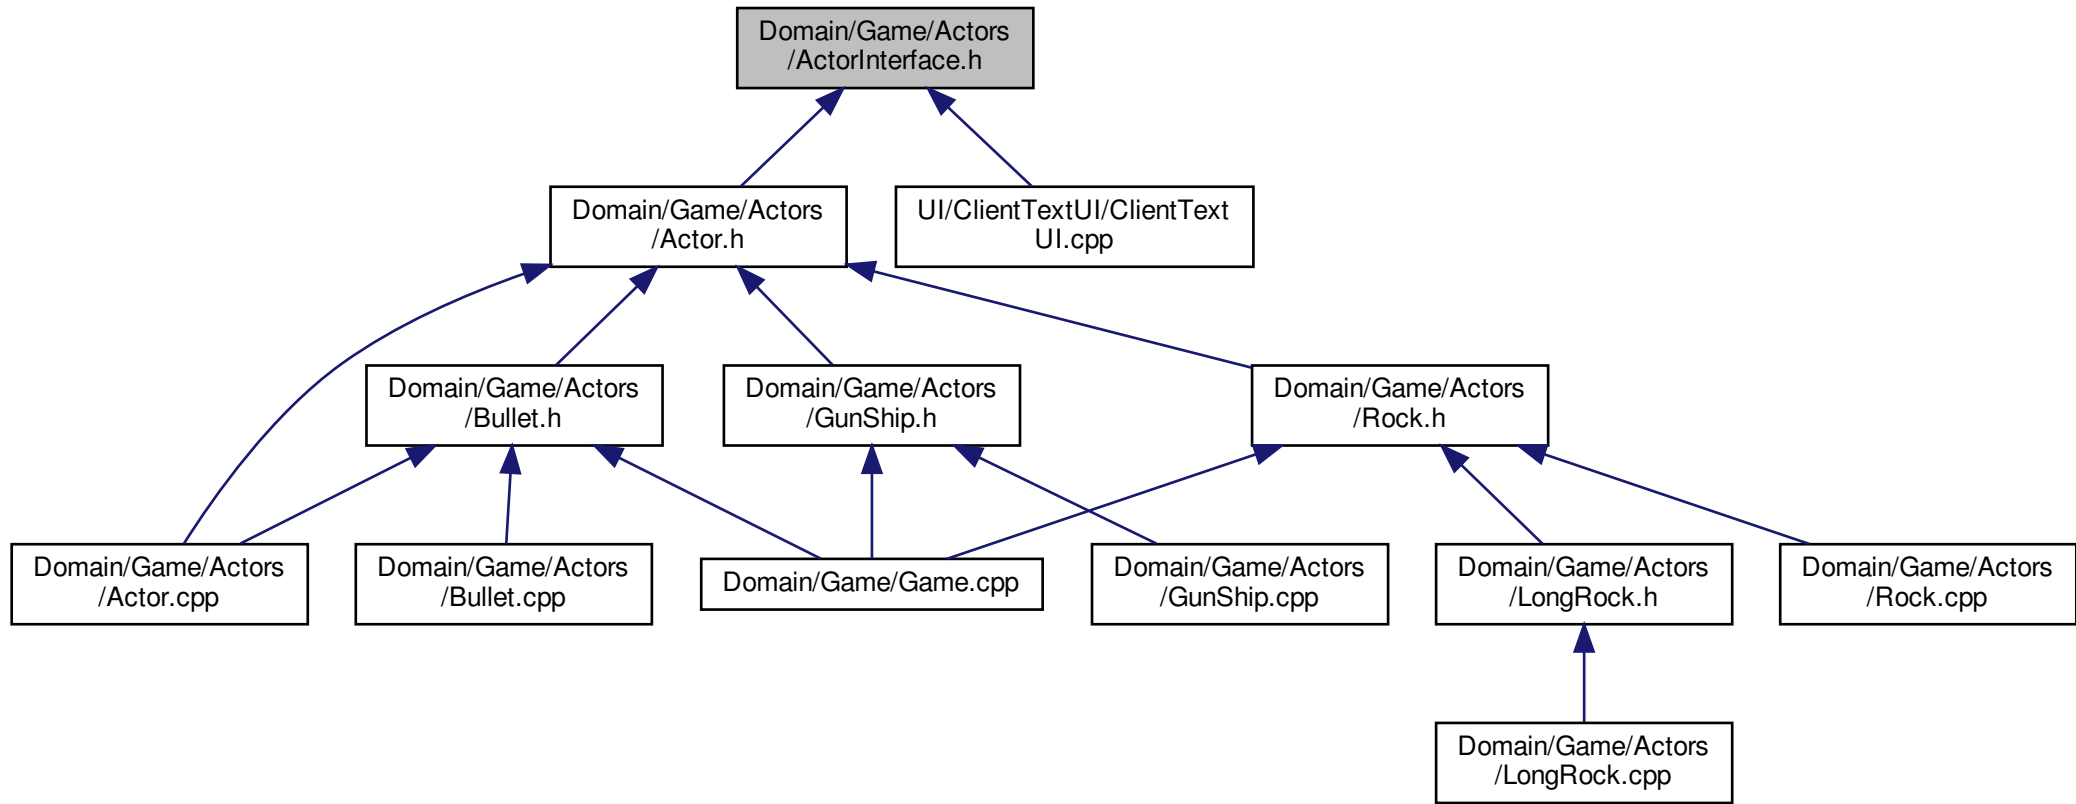 Domain/Game/Actors
/ActorInterface.h
Domain/Game/Actors
/Actor.h
UI/ClientTextUI/ClientText
UI.cpp
Domain/Game/Actors
/Bullet.h
Domain/Game/Actors
/GunShip.h
Domain/Game/Actors
/Rock.h
Domain/Game/Actors
/Actor.cpp
Domain/Game/Actors
/Bullet.cpp
Domain/Game/Game.cpp
Domain/Game/Actors
/GunShip.cpp
Domain/Game/Actors
/LongRock.h
Domain/Game/Actors
/Rock.cpp
Domain/Game/Actors
/LongRock.cpp